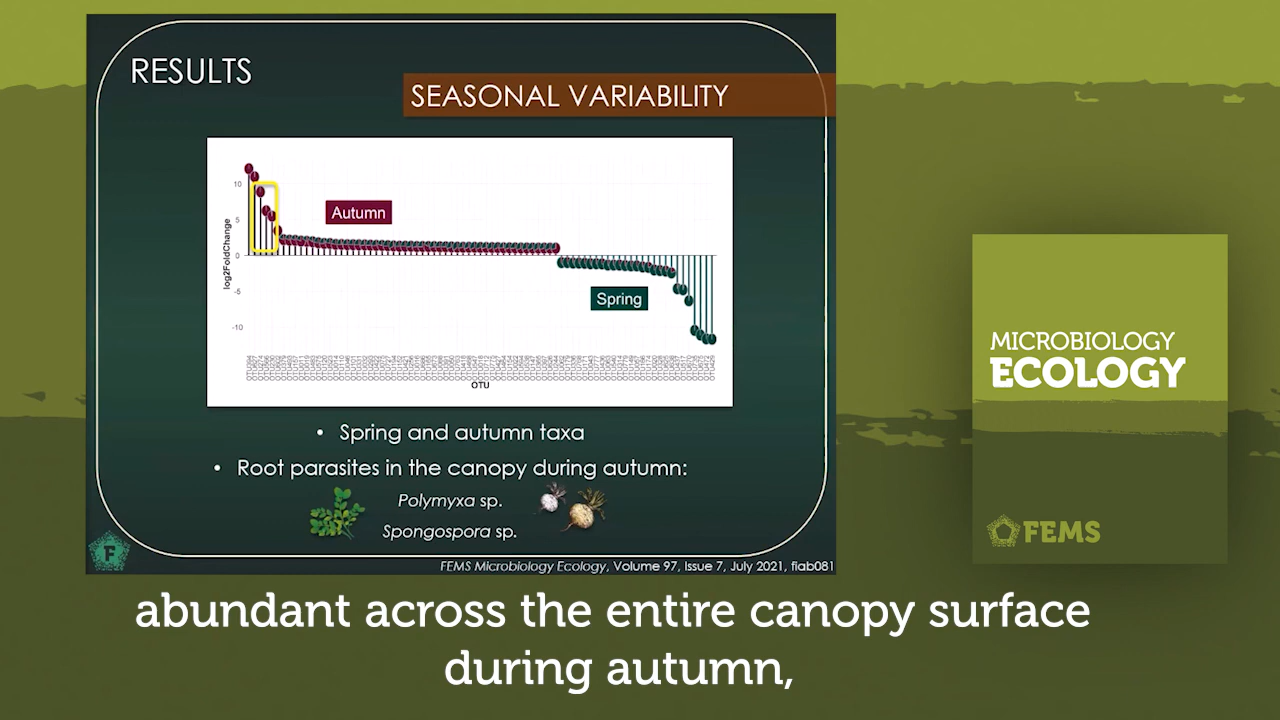 RESULTS
SEASONAL VARIABILITY
10
5
0
-5
-10
log2FoldChange
Autumn
Spring
OTU
• Spring and autumn taxa
• Root parasites in the canopy during autumn:
Polymyxa sp.
Spongospora sp.
F
FEMS Microbiology Ecology, Volume 97, Issue 7, July 2021, fiab081
MICROBIOLOGY
ECOLOGY
FEMS
abundant across the entire canopy surface
during autumn,